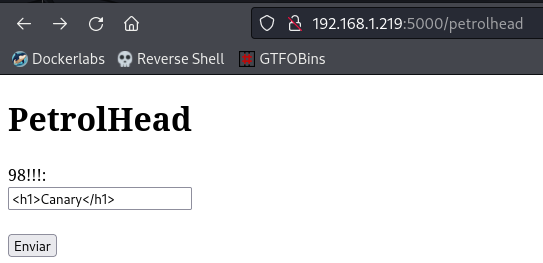 192.168.1.219:5000/petrolhead
Dockerlabs Reverse Shell GTFOBins
PetrolHead
98!!!:
<h1>Canary</h1>
Enviar